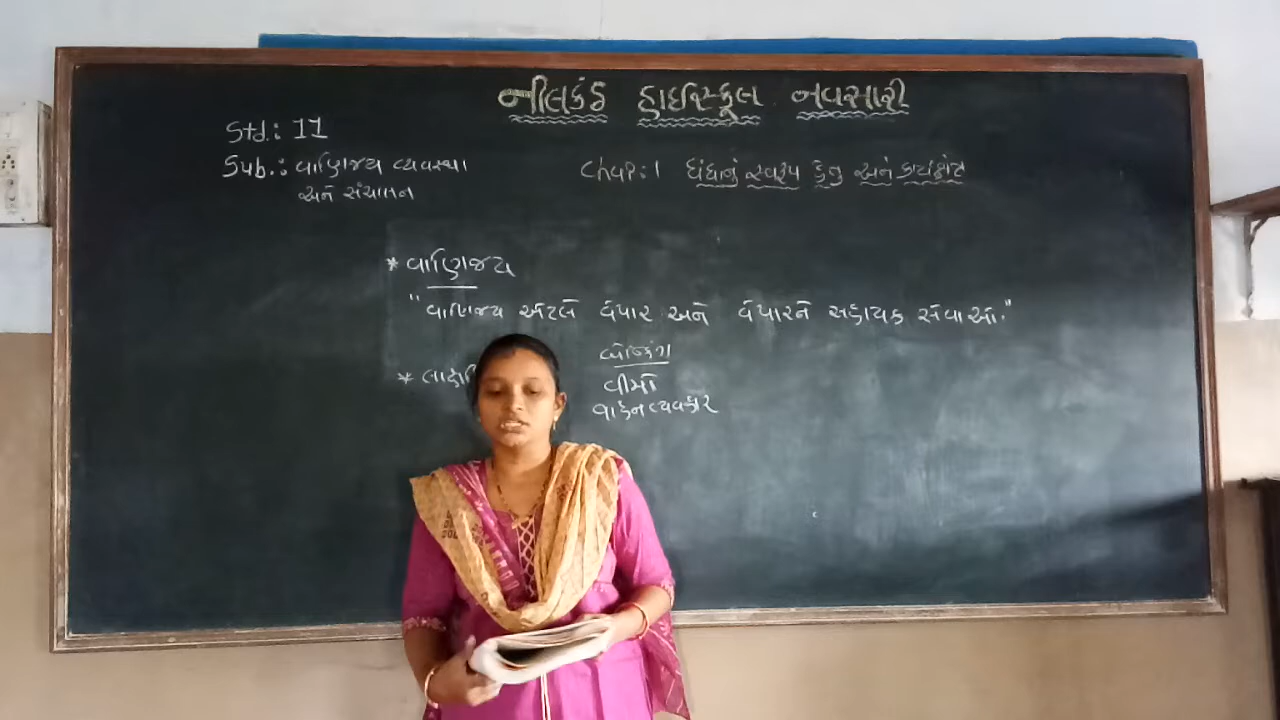 નીલકંઠ હાઈસ્કૂલ નવસારી
Std.: 11
Sub.: વાણિજ્ય વ્યવસ્થા
અને સંચાલન
Chap:1 ધંધાનું સ્વરૂપ હેતુ અને કાર્યક્ષેત્ર
* વાણિજ્ય
"વાણિજ્ય એટલે વેપાર અને વેપારને સહાયક સેવાઓ."
બેન્કિંગ
*
વીમો
વાહનવ્યવહાર